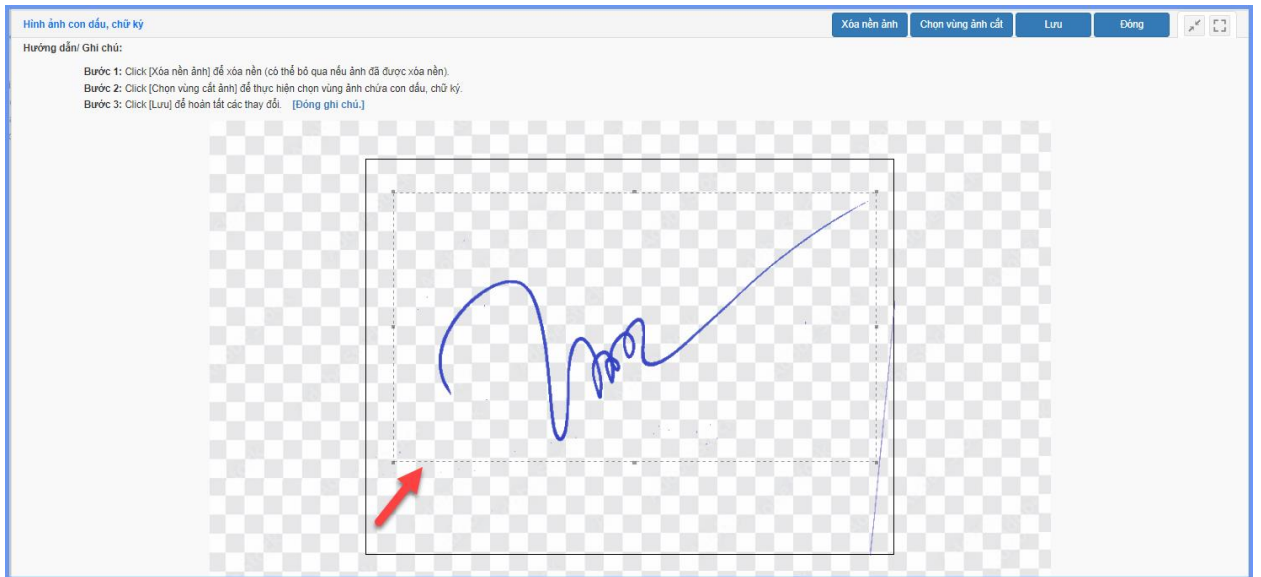 Hình ảnh con dấu, chữ ký
Xóa nền ảnh Chọn vùng ảnh cắt Lưu Đóng
Hướng dẫn/ Ghi chú:
Bước 1: Click [Xóa nền ảnh] để xóa nền (có thể bỏ qua nếu ảnh đã được xóa nền).
Bước 2: Click [Chọn vùng cắt ảnh] để thực hiện chọn vùng ảnh chứa con dấu, chữ ký.
Bước 3: Click [Lưu] để hoàn tất các thay đổi. [Đóng ghi chú.]